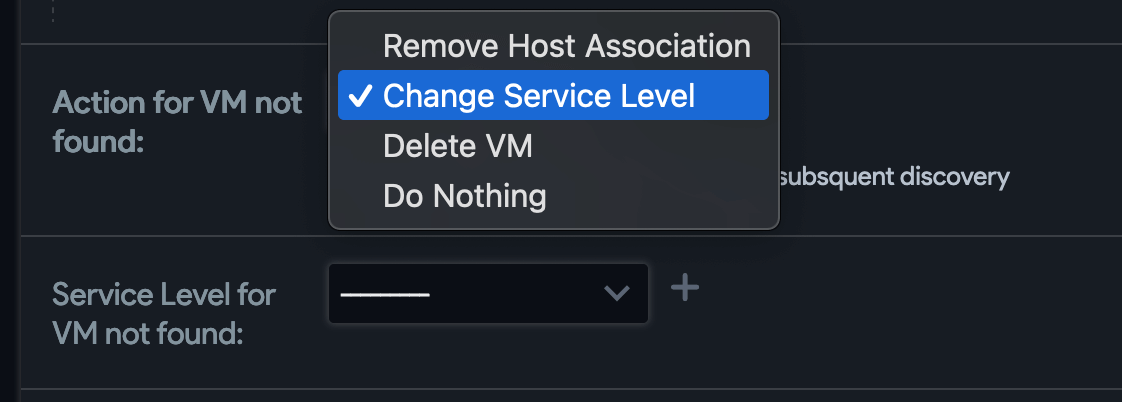 Remove Host Association
Action for VM not
found:
✓ Change Service Level
Delete VM
subsquent discovery
Do Nothing
Service Level for
VM not found:
---------
+